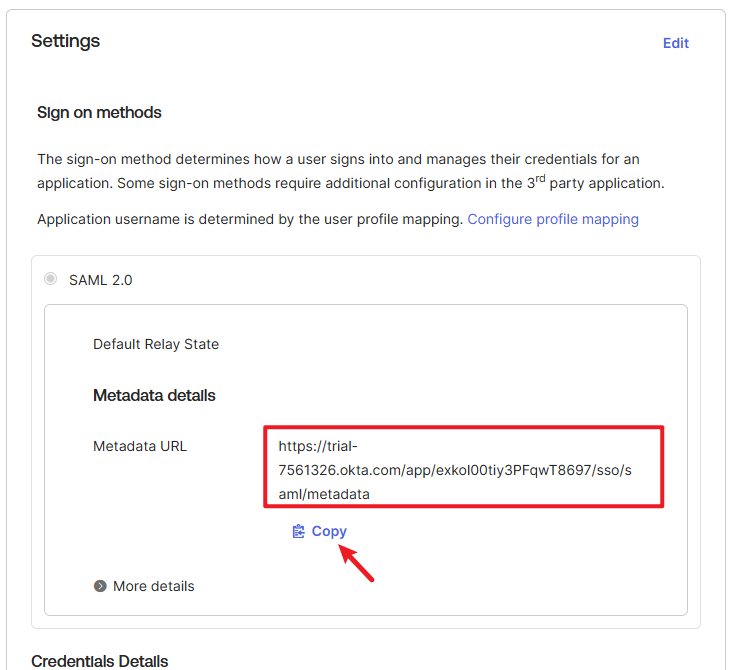 Settings
Edit
Sign on methods
The sign-on method determines how a user signs into and manages their credentials for an
application. Some sign-on methods require additional configuration in the 3rd party application.
Application username is determined by the user profile mapping. Configure profile mapping
SAML 2.0
Default Relay State
Metadata details
Metadata URL
https://trial-
7561326.okta.com/app/exkol00tiy3PFqwT8697/sso/s
aml/metadata
Copy
More details
Credentials Details